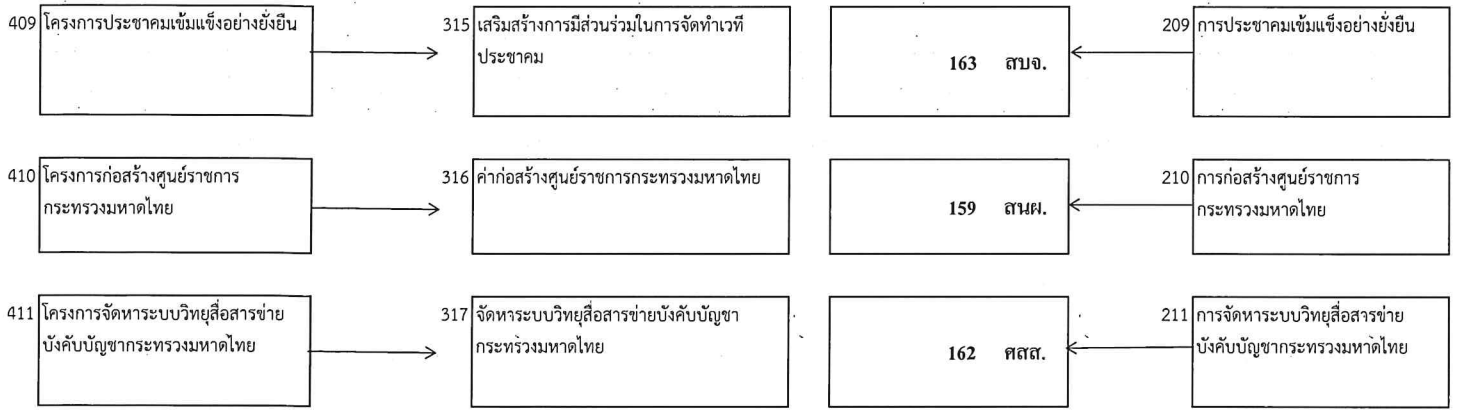 409 โครงการประชาคมเข้มแข็งอย่างยั่งยืน
315 เสริมสร้างการมีส่วนร่วมในการจัดทำเวที
ประชาคม
163 สบจ.
209 การประชาคมเข้มแข็งอย่างยั่งยืน
410 โครงการก่อสร้างศูนย์ราชการ
กระทรวงมหาดไทย
316 ค่าก่อสร้างศูนย์ราชการกระทรวงมหาดไทย
159 สนผ.
210 การก่อสร้างศูนย์ราชการ
กระทรวงมหาดไทย
411 โครงการจัดหาระบบวิทยุสื่อสารข่าย
บังคับบัญชากระทรวงมหาดไทย
317 จัดหาระบบวิทยุสื่อสารข่ายบังคับบัญชา
กระทรวงมหาดไทย
162 ศสส.
211 การจัดหาระบบวิทยุสื่อสารข่าย
บังคับบัญชากระทรวงมหาดไทย